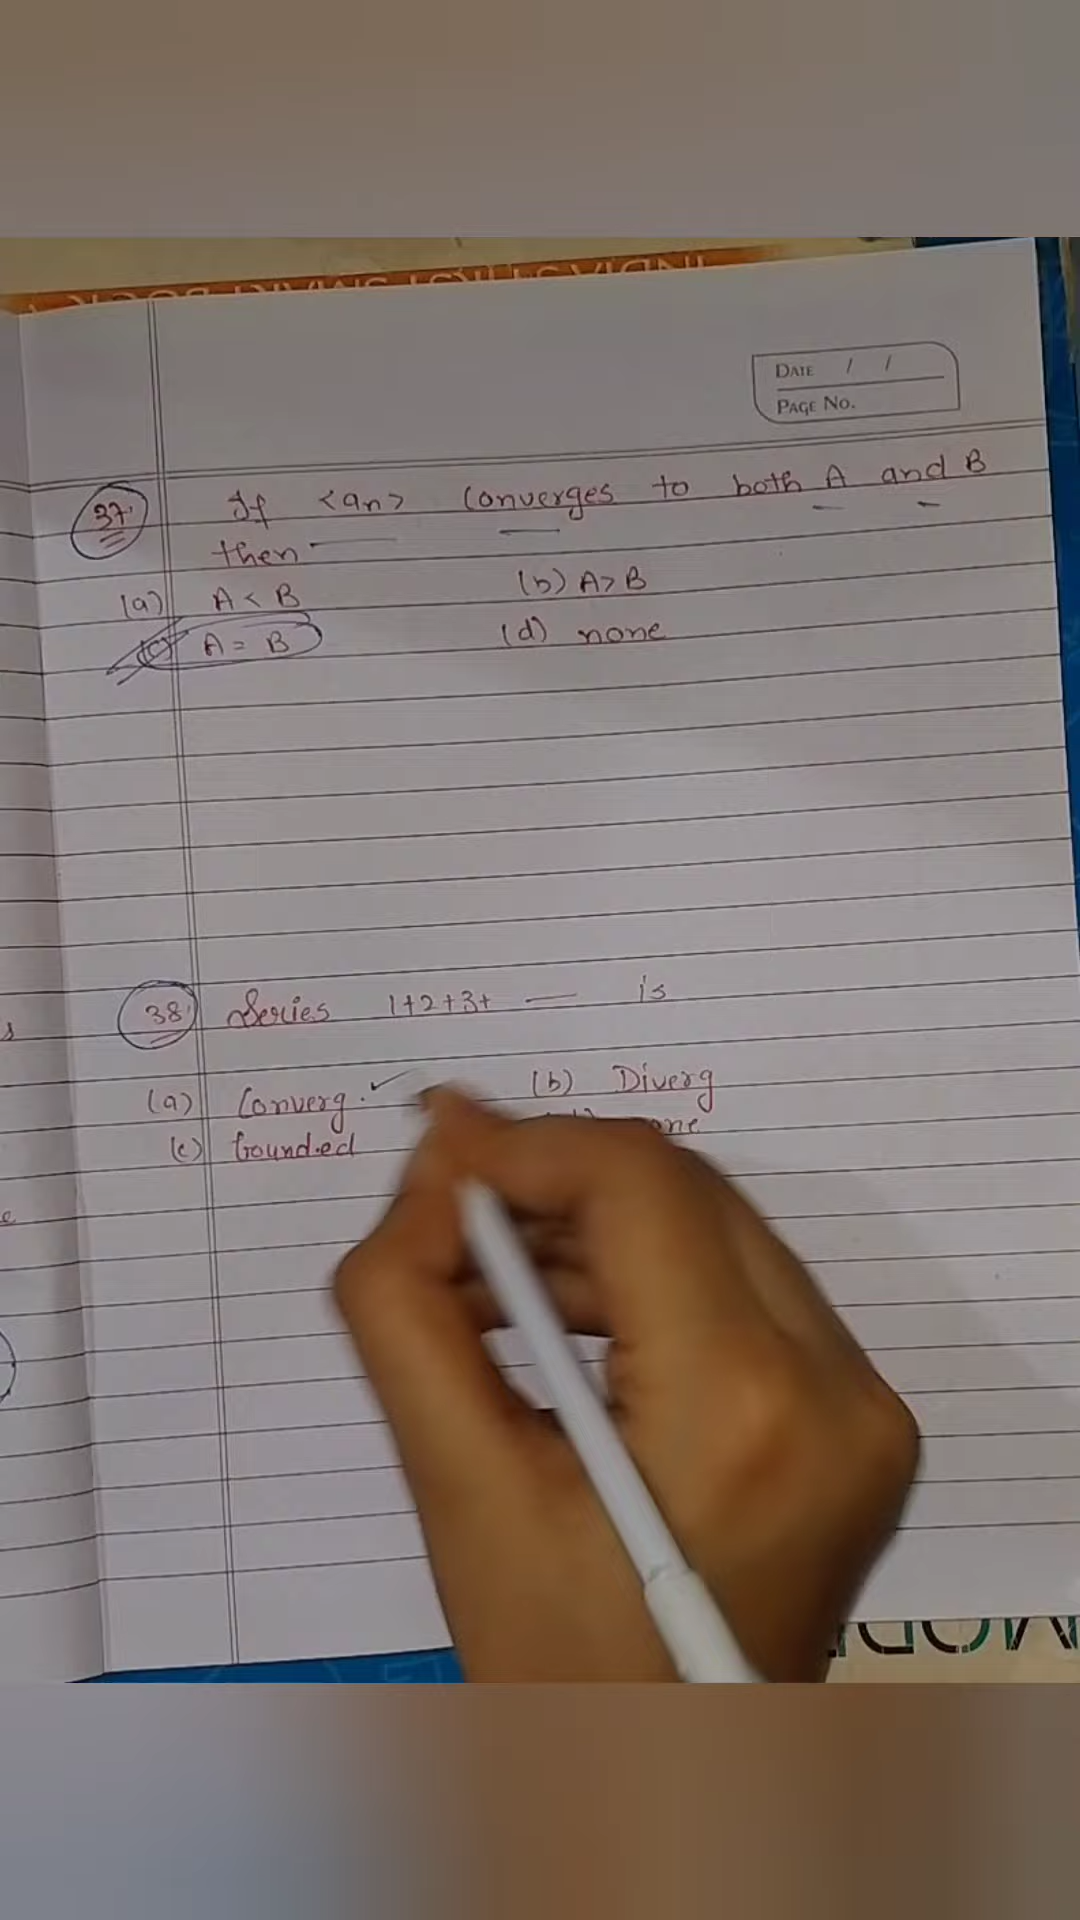 DATE / /
PAGE NO.
37. If <an> Converges to both A and B
then
(a) A < B (b) A > B
(c) A = B (d) none
38. Series 1+2+3+ — is
(a) Converg. (b) Diverg
(c) bounded